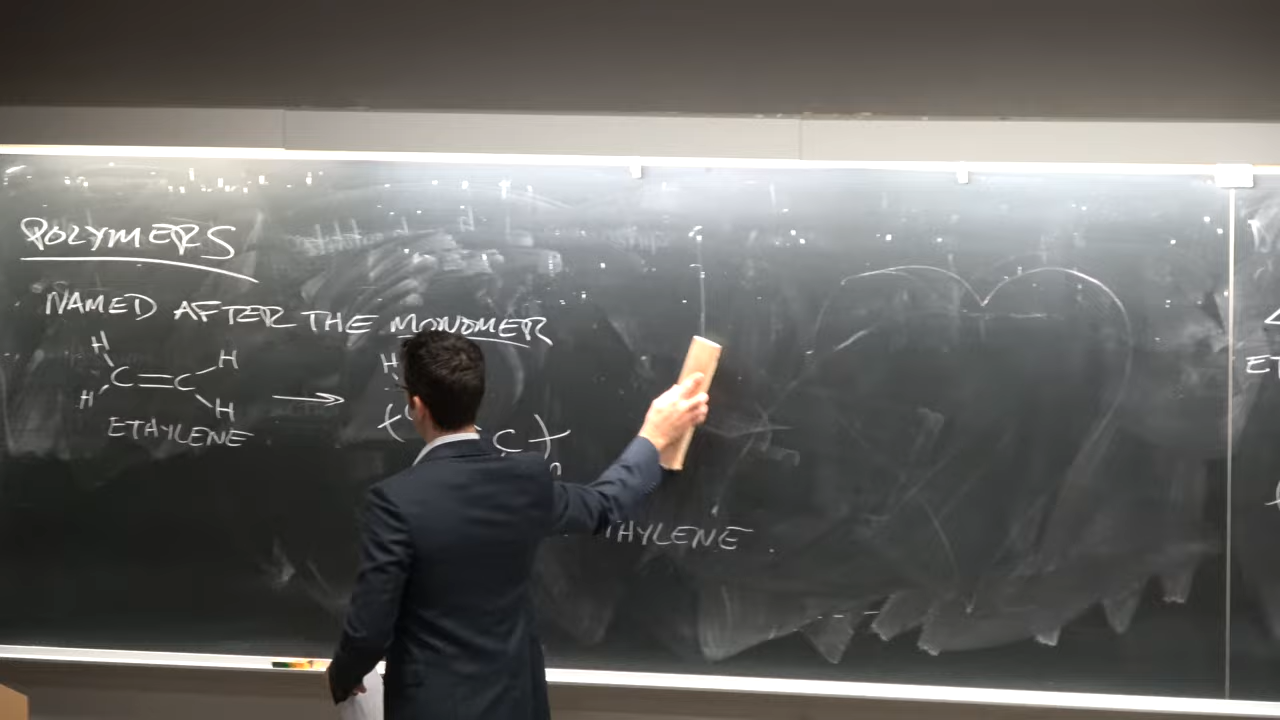 POLYMERS
NAMED AFTER THE MONOMER
H H
C=C →
H H
ETHYLENE
H
C
THYLENE